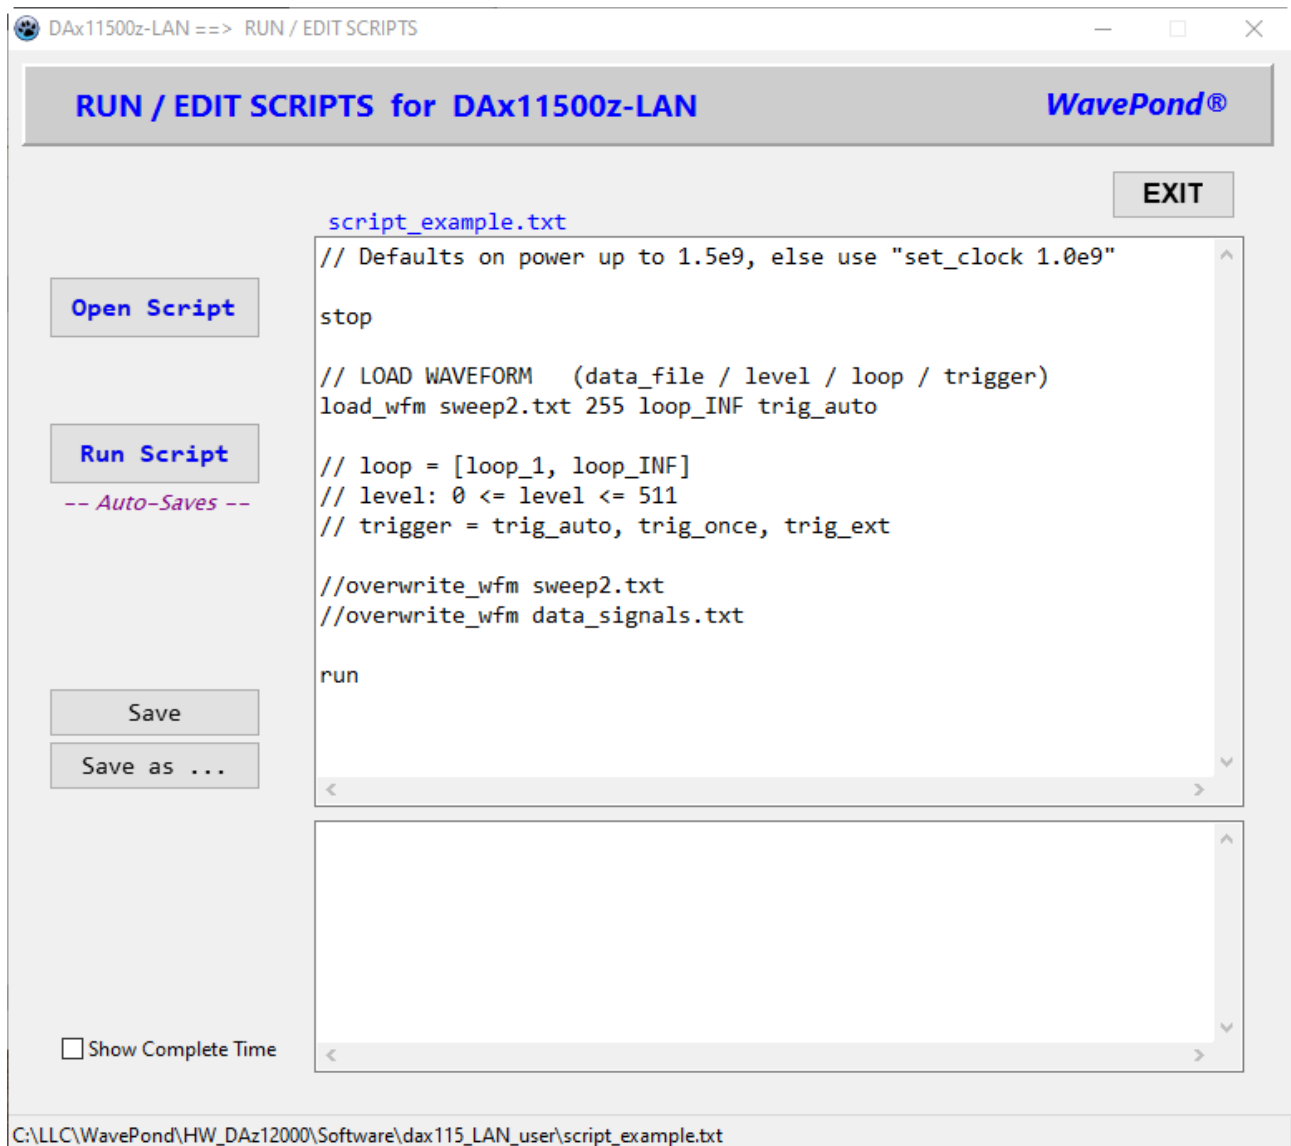 DAx11500z-LAN ==> RUN / EDIT SCRIPTS
RUN / EDIT SCRIPTS for DAx11500z-LAN
WavePond®
EXIT
script_example.txt
Open Script
Run Script
-- Auto-Saves --
Save
Save as ...
// Defaults on power up to 1.5e9, else use "set_clock 1.0e9"
stop
// LOAD WAVEFORM (data_file / level / loop / trigger)
load_wfm sweep2.txt 255 loop_INF trig_auto
// loop = [loop_1, loop_INF]
// level: 0 <= level <= 511
// trigger = trig_auto, trig_once, trig_ext
//overwrite_wfm sweep2.txt
//overwrite_wfm data_signals.txt
run
Show Complete Time
C:\LLC\WavePond\HW_DAz12000\Software\dax115_LAN_user\script_example.txt